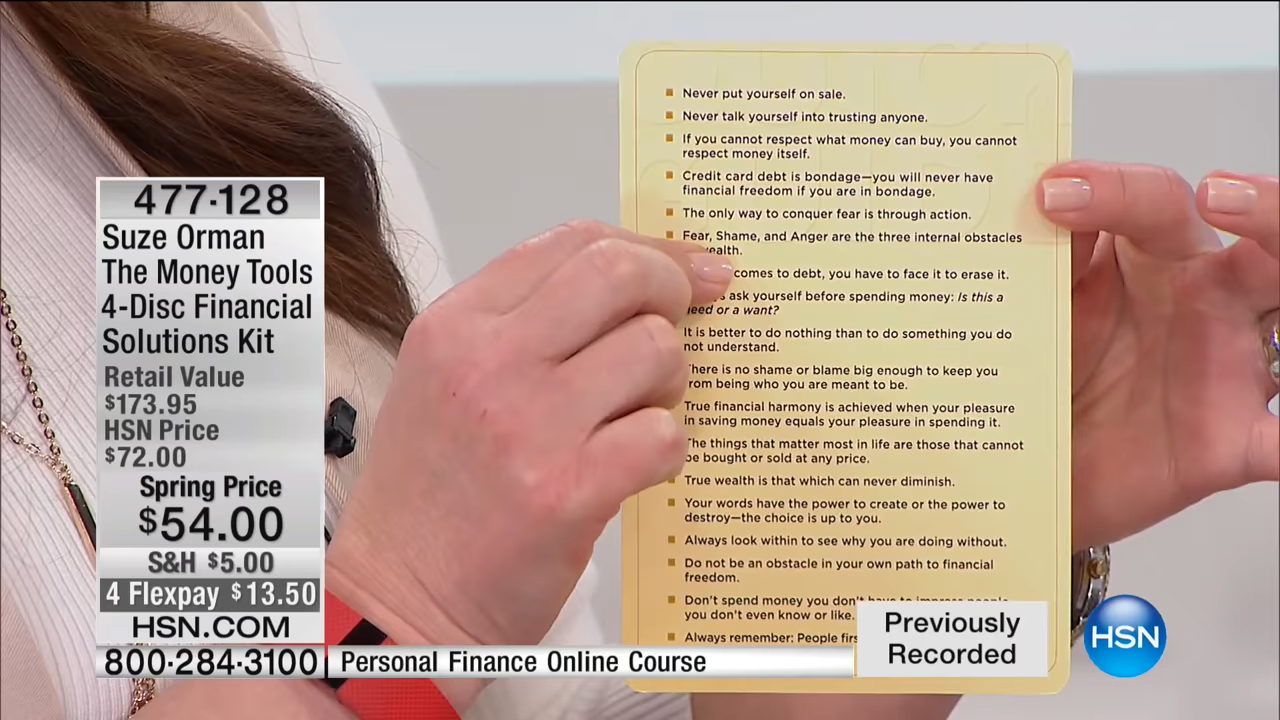 477-128
Suze Orman
The Money Tools
4-Disc Financial
Solutions Kit
Retail Value
$173.95
HSN Price
$72.00
Spring Price
$54.00
S&H $5.00
4 Flexpay $13.50
HSN.COM
800-284-3100
Personal Finance Online Course
Never put yourself on sale.
Never talk yourself into trusting anyone.
If you cannot respect what money can buy, you cannot
respect money itself.
Credit card debt is bondage—you will never have
financial freedom if you are in bondage.
The only way to conquer fear is through action.
Fear, Shame, and Anger are the three internal obstacles
comes to debt, you have to face it to erase it.
ask yourself before spending money: Is this a
or a want?
It is better to do nothing than to do something you do
not understand.
There is no shame or blame big enough to keep you
from being who you are meant to be.
True financial harmony is achieved when your pleasure
in saving money equals your pleasure in spending it.
The things that matter most in life are those that cannot
be bought or sold at any price.
True wealth is that which can never diminish.
Your words have the power to create or the power to
destroy—the choice is up to you.
Always look within to see why you are doing without.
Do not be an obstacle in your own path to financial
freedom.
Don't spend money you don't have to impress people
you don't even know or like.
Always remember: People
Previously
Recorded
HSN